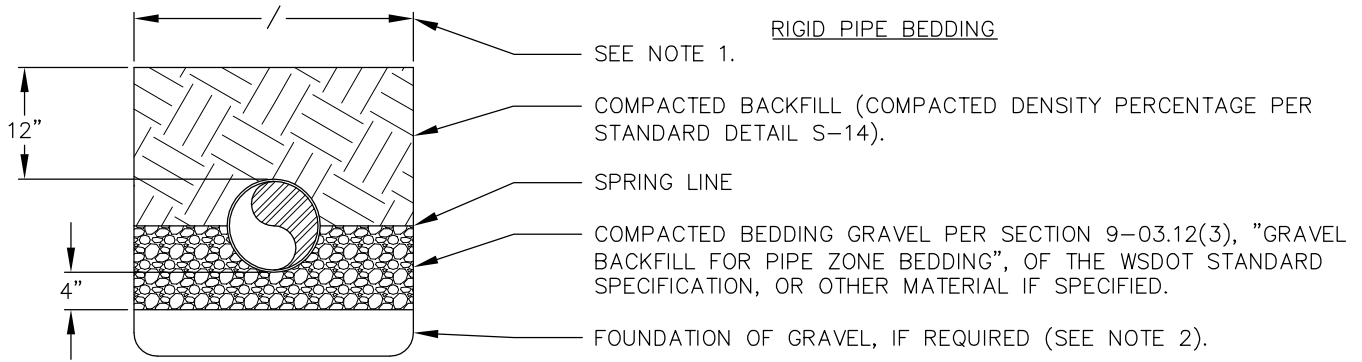 RIGID PIPE BEDDING
SEE NOTE 1.
COMPACTED BACKFILL (COMPACTED DENSITY PERCENTAGE PER
STANDARD DETAIL S-14).
12"
SPRING LINE
COMPACTED BEDDING GRAVEL PER SECTION 9-03.12(3), "GRAVEL
BACKFILL FOR PIPE ZONE BEDDING", OF THE WSDOT STANDARD
SPECIFICATION, OR OTHER MATERIAL IF SPECIFIED.
4"
FOUNDATION OF GRAVEL, IF REQUIRED (SEE NOTE 2).